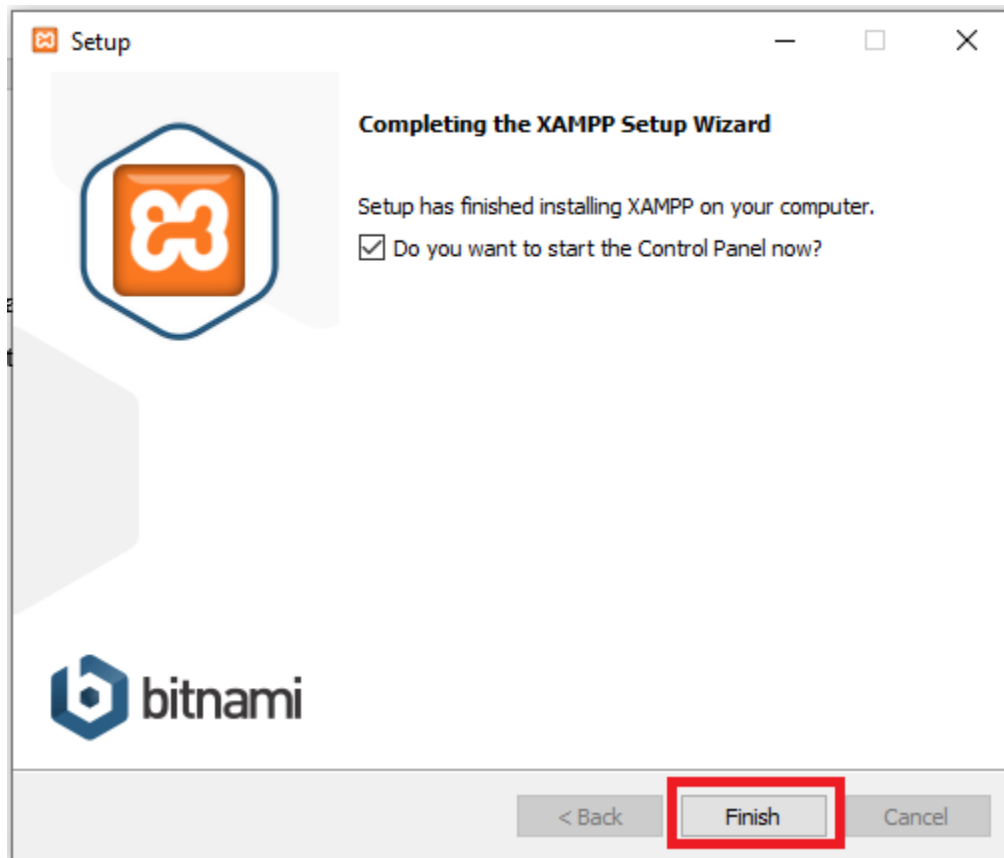 Setup
Completing the XAMPP Setup Wizard
Setup has finished installing XAMPP on your computer.
Do you want to start the Control Panel now?
bitnami
< Back
Finish
Cancel